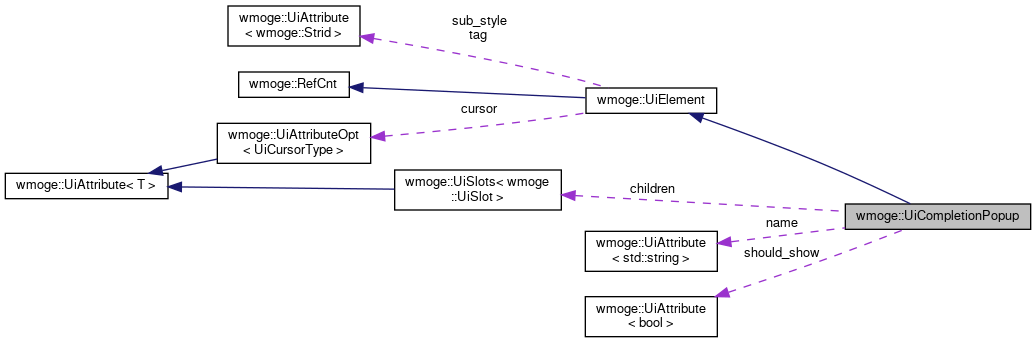 wmoge::UiAttribute
< wmoge::Strid >
sub_style
tag
wmoge::RefCnt
wmoge::UiElement
cursor
wmoge::UiAttributeOpt
< UiCursorType >
wmoge::UiAttribute< T >
wmoge::UiSlots< wmoge
::UiSlot >
children
wmoge::UiCompletionPopup
name
wmoge::UiAttribute
< std::string >
should_show
wmoge::UiAttribute
< bool >